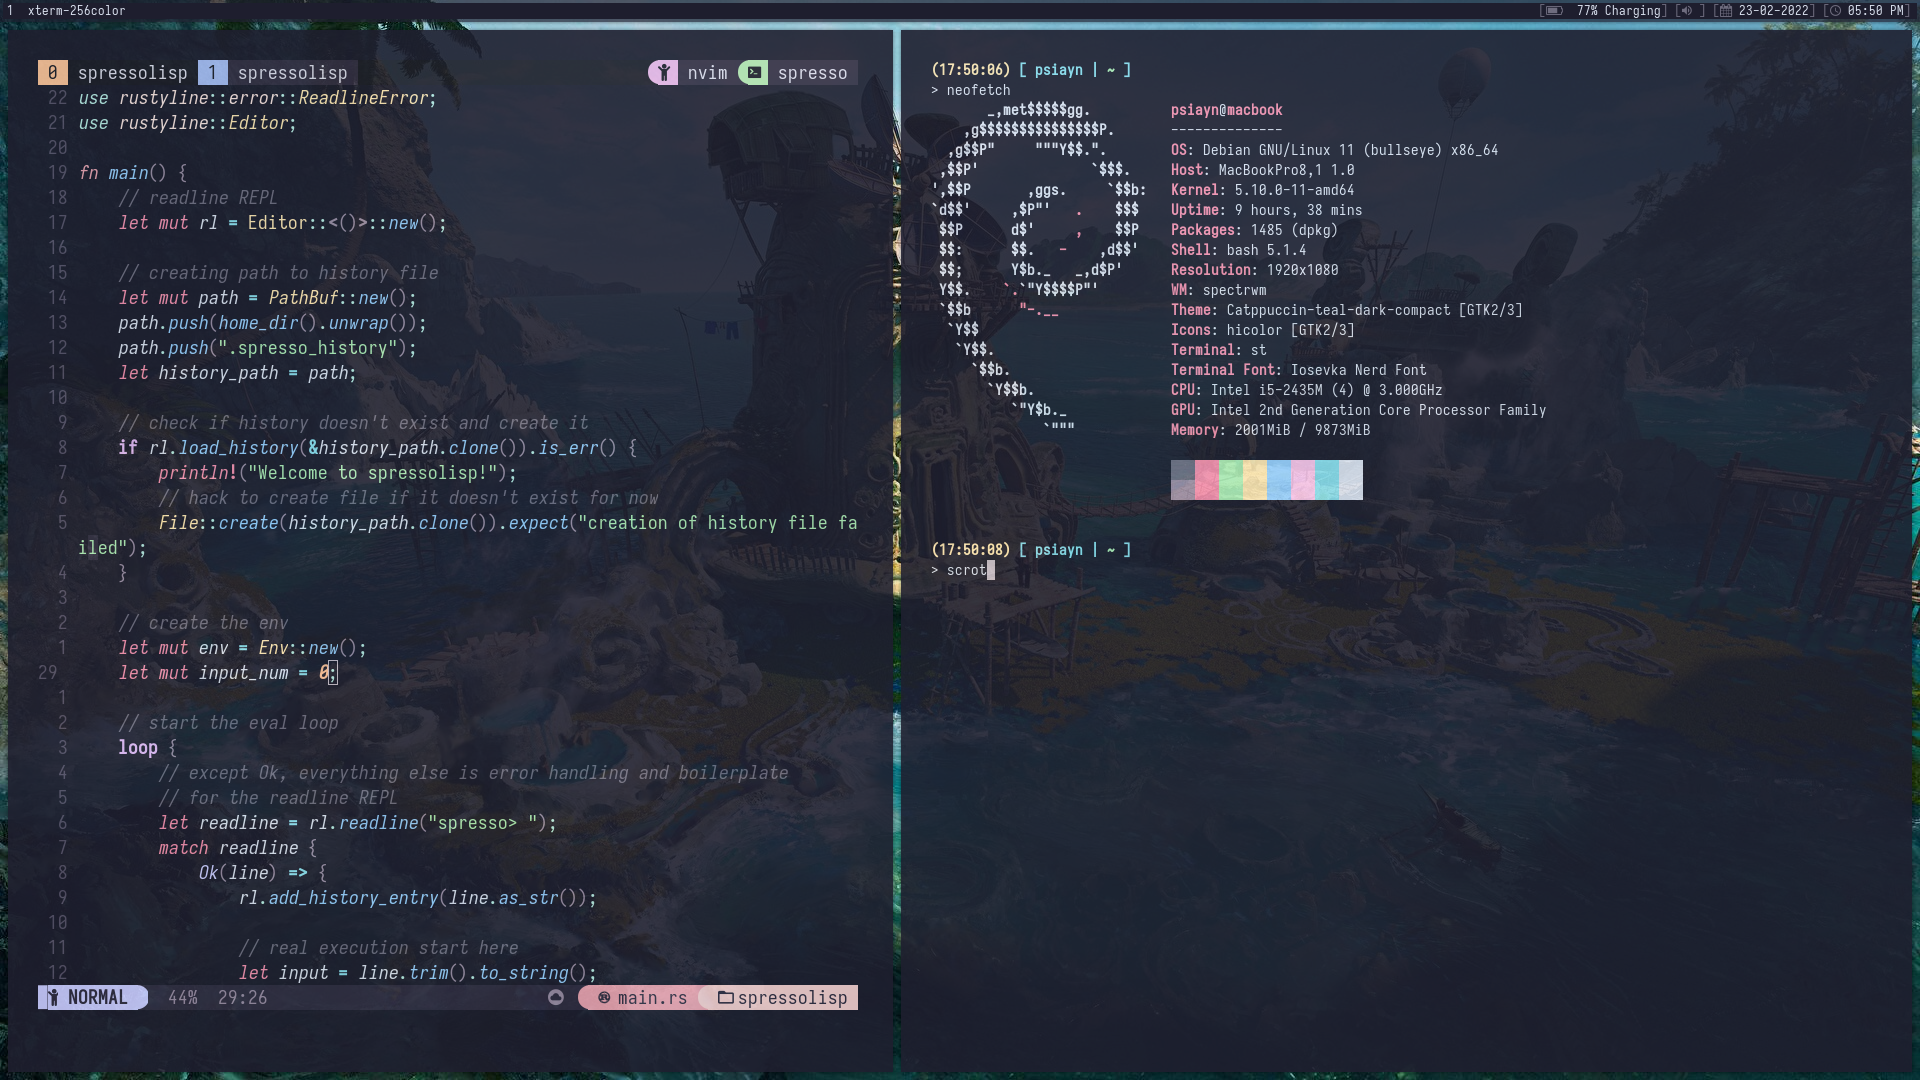 1 xterm-256color [ 77% Charging] [ ] [ 23-02-2022] [ 05:50 PM]
0 spressolisp 1 spressolisp nvim spresso
22 use rustyline::error::ReadlineError;
21 use rustyline::Editor;
20
19 fn main() {
18 // readline REPL
17 let mut rl = Editor::<()>::new();
16
15 // creating path to history file
14 let mut path = PathBuf::new();
13 path.push(home_dir().unwrap());
12 path.push(".spresso_history");
11 let history_path = path;
10
9 // check if history doesn't exist and create it
8 if rl.load_history(&history_path.clone()).is_err() {
7 println!("Welcome to spressolisp!");
6 // hack to create file if it doesn't exist for now
5 File::create(history_path.clone()).expect("creation of history file fa
iled");
4 }
3
2 // create the env
1 let mut env = Env::new();
29 let mut input_num = 0;
1
2 // start the eval loop
3 loop {
4 // except Ok, everything else is error handling and boilerplate
5 // for the readline REPL
6 let readline = rl.readline("spresso> ");
7 match readline {
8 Ok(line) => {
9 rl.add_history_entry(line.as_str());
10
11 // real execution start here
12 let input = line.trim().to_string();
NORMAL 44% 29:26 main.rs spressolisp
(17:50:06) [ psiayn | ~ ]
> neofetch
_,met$$$$$gg.
,g$$$$$$$$$$$$$$$P.
,g$$P" """Y$$.".
,$$P' `$$$.
',$$P ,ggs. `$$b:
`d$$' ,$P"' . $$$
$$P d$' , $$P
$$: $$. - ,d$$'
$$; Y$b._ _,d$P'
Y$$. `.`"Y$$$$P"'
`$$b "-.__
`Y$$
`Y$$.
`$$b.
`Y$$b.
`"Y$b._
`"""
psiayn@macbook
--------------
OS: Debian GNU/Linux 11 (bullseye) x86_64
Host: MacBookPro8,1 1.0
Kernel: 5.10.0-11-amd64
Uptime: 9 hours, 38 mins
Packages: 1485 (dpkg)
Shell: bash 5.1.4
Resolution: 1920x1080
WM: spectrwm
Theme: Catppuccin-teal-dark-compact [GTK2/3]
Icons: hicolor [GTK2/3]
Terminal: st
Terminal Font: Iosevka Nerd Font
CPU: Intel i5-2435M (4) @ 3.000GHz
GPU: Intel 2nd Generation Core Processor Family
Memory: 2001MiB / 9873MiB
(17:50:08) [ psiayn | ~ ]
> scrot